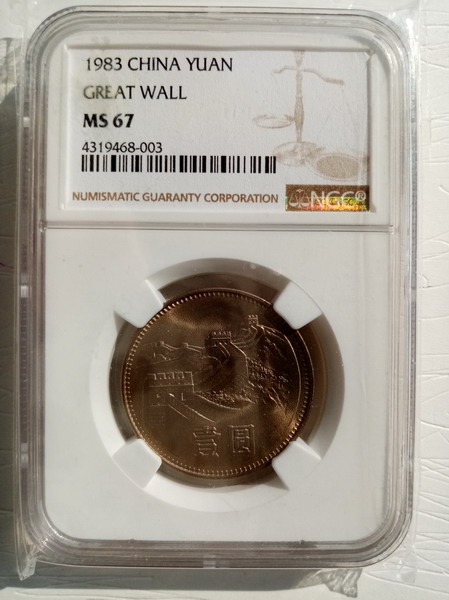 1983 CHINA YUAN
GREAT WALL
MS 67
4319468-003
NUMISMATIC GUARANTY CORPORATION
NGC®
壹圆